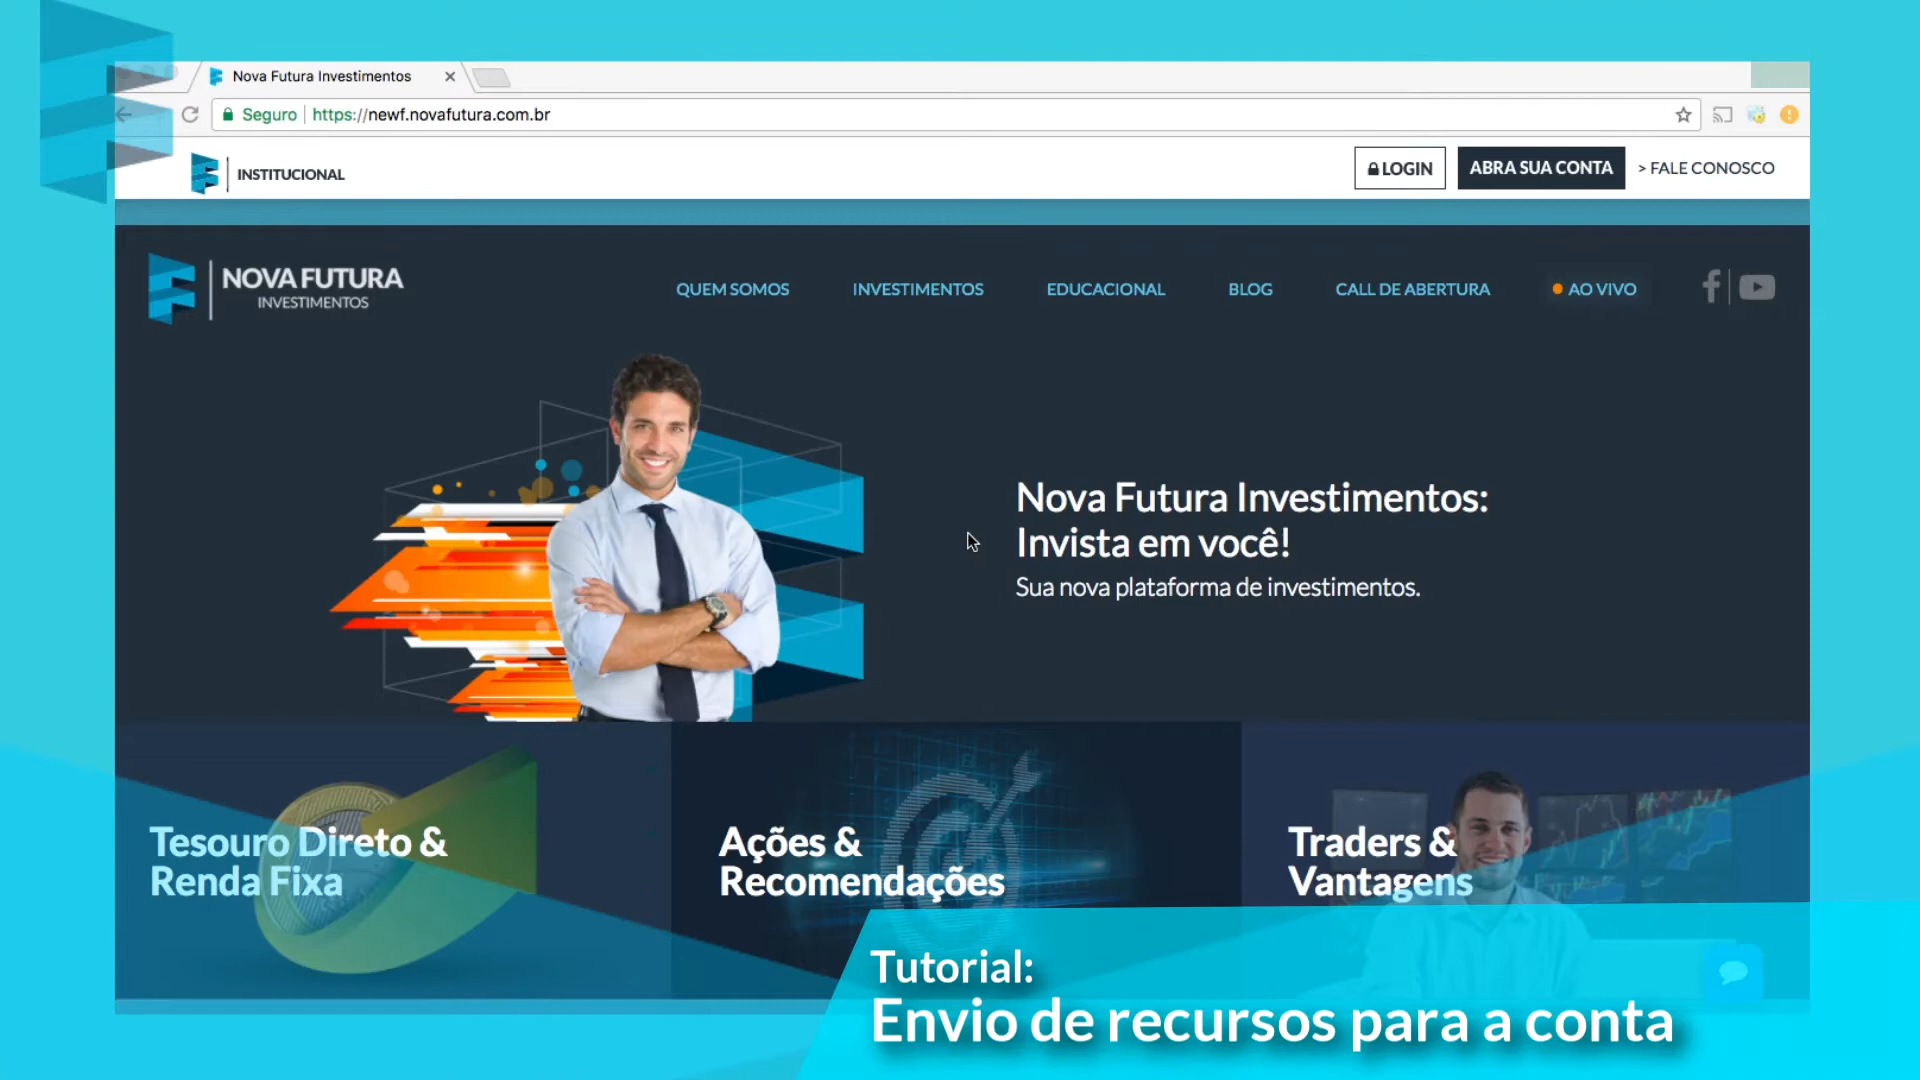 Nova Futura Investimentos
Seguro https://newf.novafutura.com.br
INSTITUCIONAL
LOGIN
ABRA SUA CONTA
> FALE CONOSCO
NOVA FUTURA
INVESTIMENTOS
QUEM SOMOS
INVESTIMENTOS
EDUCACIONAL
BLOG
CALL DE ABERTURA
AO VIVO
Nova Futura Investimentos:
Invista em você!
Sua nova plataforma de investimentos.
Tesouro Direto &
Renda Fixa
Ações &
Recomendações
Traders &
Vantagens
Tutorial:
Envio de recursos para a conta